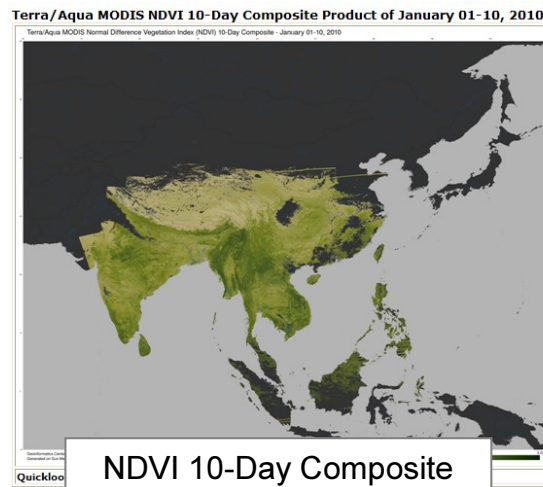 Terra/Aqua MODIS NDVI 10-Day Composite Product of January 01-10, 2010
Terra/Aqua MODIS Normal Difference Vegetation Index (NDVI) 10-Day Composite - January 01-10, 2010
Quickloo
NDVI 10-Day Composite